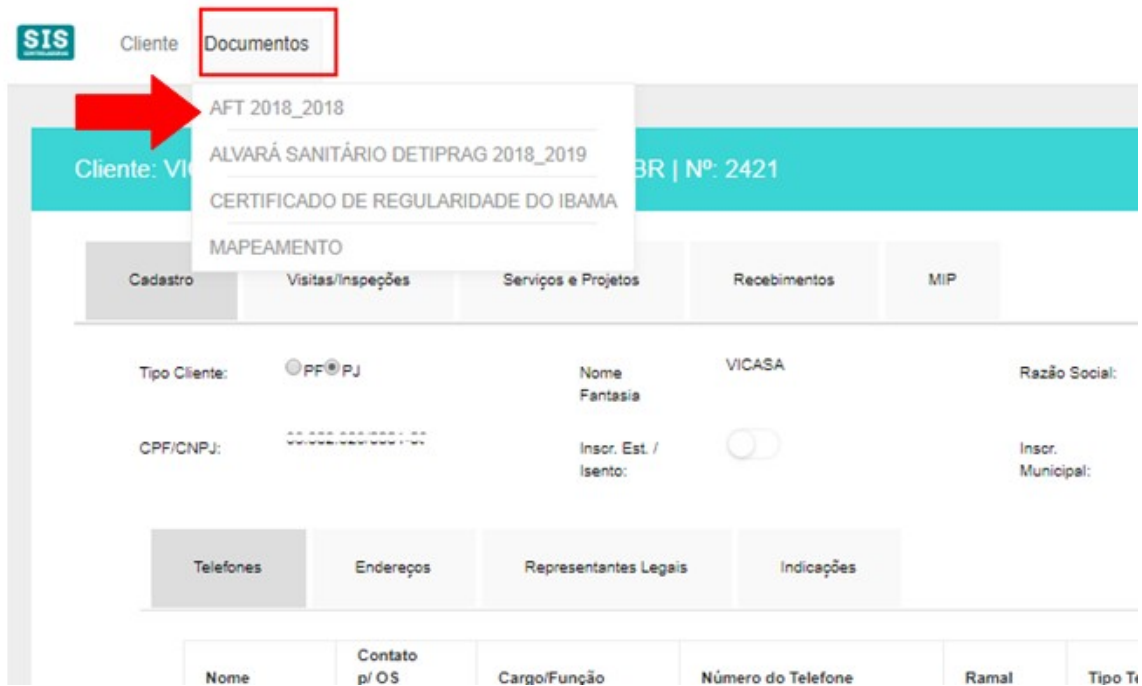 SIS
Cliente Documentos
AFT 2018_2018
ALVARÁ SANITÁRIO DETIPRAG 2018_2019
CERTIFICADO DE REGULARIDADE DO IBAMA
MAPEAMENTO
Cliente: VI BR | Nº: 2421
Cadastro Visitas/Inspeções Serviços e Projetos Recebimentos MIP
Tipo Cliente: PF PJ Nome Fantasia VICASA Razão Social:
CPF/CNPJ: Inscr. Est. / Isento: Inscr. Municipal:
Telefones Endereços Representantes Legais Indicações
Nome Contato p/ OS Cargo/Função Número do Telefone Ramal Tipo Te